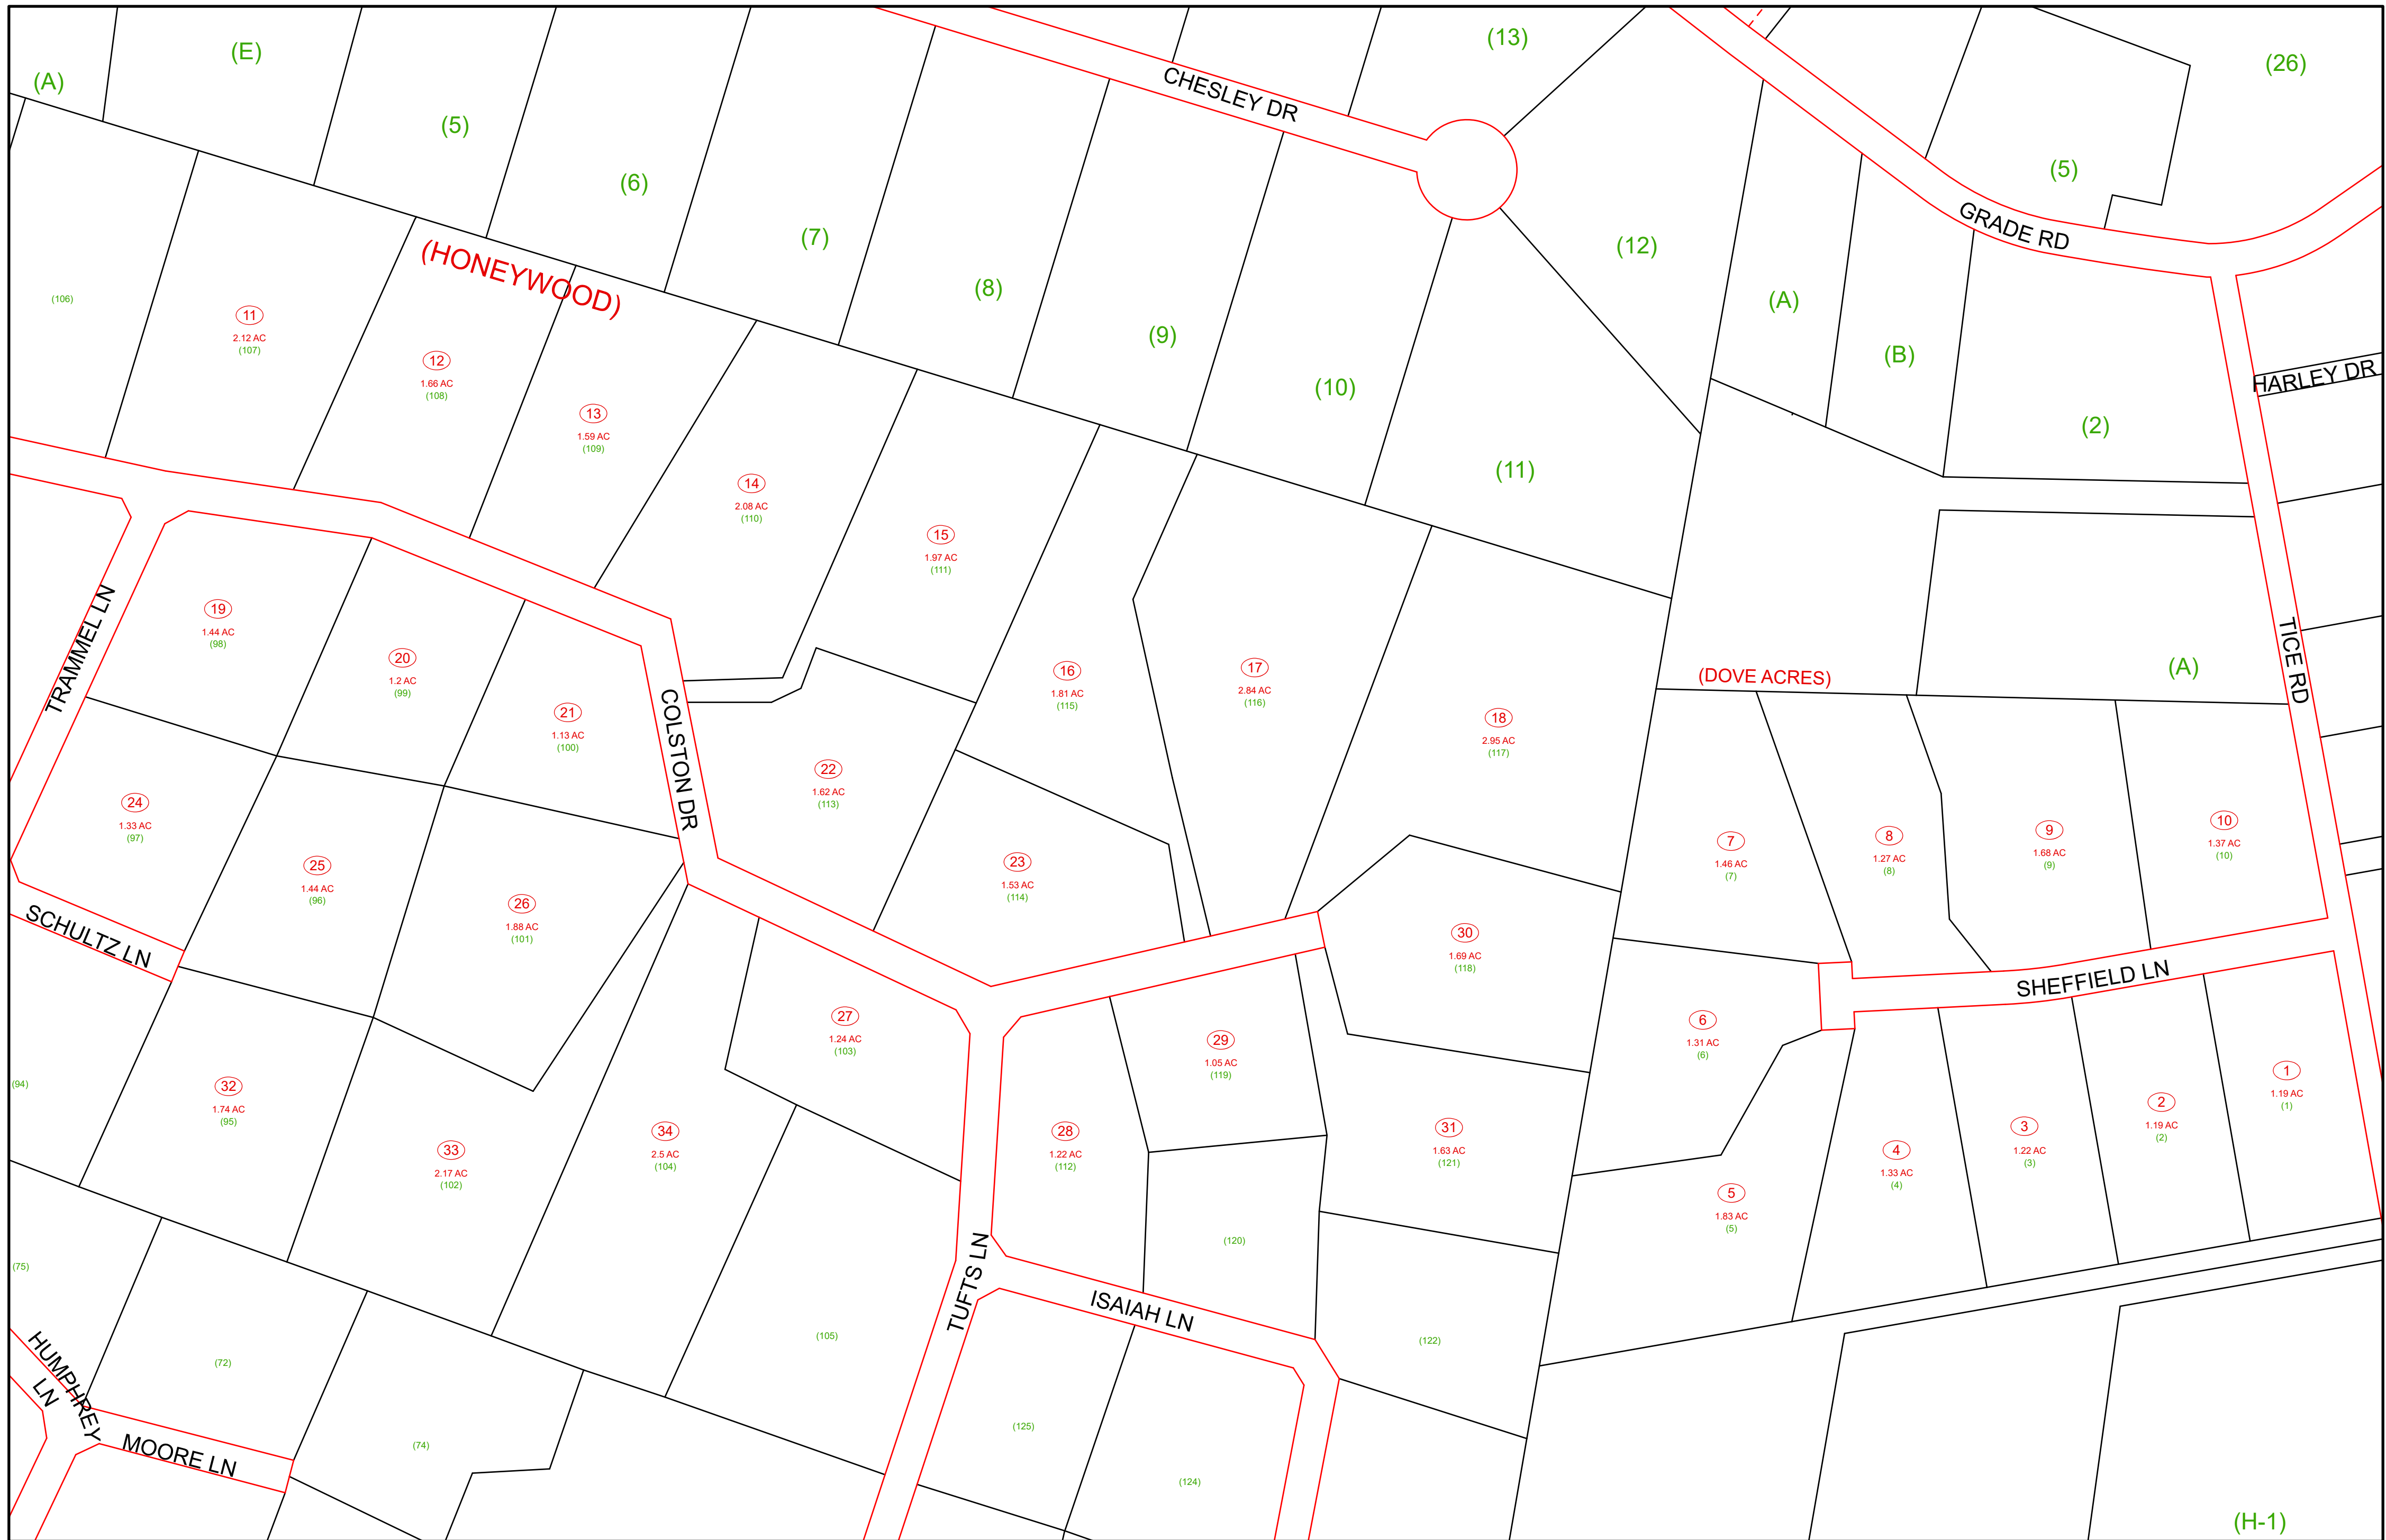 (A)
(E)
(5)
(6)
(7)
(8)
(9)
(10)
(11)
(12)
(13)
CHESLEY DR
GRADE RD
(5)
(26)
(A)
(B)
(2)
HARLEY DR
TICE RD
(A)
(HONEYWOOD)
(106)
11
2.12 AC
(107)
12
1.66 AC
(108)
13
1.59 AC
(109)
14
2.08 AC
(110)
15
1.97 AC
(111)
16
1.81 AC
(115)
17
2.84 AC
(116)
18
2.95 AC
(117)
TRAMMEL LN
19
1.44 AC
(98)
20
1.2 AC
(99)
21
1.13 AC
(100)
COLSTON DR
22
1.62 AC
(113)
23
1.53 AC
(114)
24
1.33 AC
(97)
25
1.44 AC
(96)
26
1.88 AC
(101)
SCHULTZ LN
27
1.24 AC
(103)
28
1.22 AC
(112)
29
1.05 AC
(119)
30
1.69 AC
(118)
31
1.63 AC
(121)
(DOVE ACRES)
7
1.46 AC
(7)
8
1.27 AC
(8)
9
1.68 AC
(9)
10
1.37 AC
(10)
SHEFFIELD LN
6
1.31 AC
(6)
5
1.83 AC
(5)
4
1.33 AC
(4)
3
1.22 AC
(3)
2
1.19 AC
(2)
1
1.19 AC
(1)
(94)
32
1.74 AC
(95)
33
2.17 AC
(102)
34
2.5 AC
(104)
(75)
HUMPHREY
LN
(72)
MOORE LN
(74)
(105)
TUFTS LN
ISAIAH LN
(120)
(122)
(125)
(124)
(H-1)